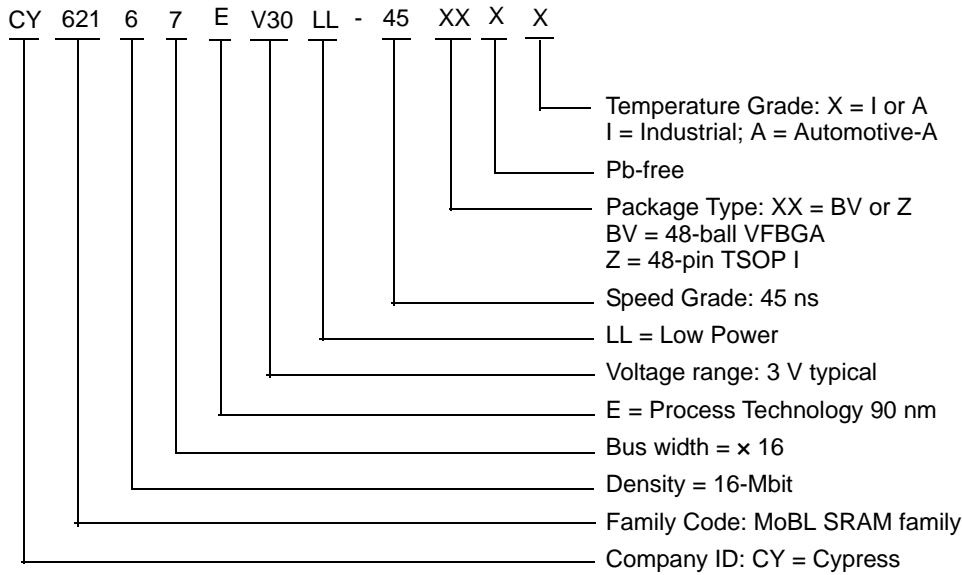 CY 621 6 7 E V30 LL - 45 XX X X
Temperature Grade: X = I or A
I = Industrial; A = Automotive-A
Pb-free
Package Type: XX = BV or Z
BV = 48-ball VFBGA
Z = 48-pin TSOP I
Speed Grade: 45 ns
LL = Low Power
Voltage range: 3 V typical
E = Process Technology 90 nm
Bus width = × 16
Density = 16-Mbit
Family Code: MoBL SRAM family
Company ID: CY = Cypress